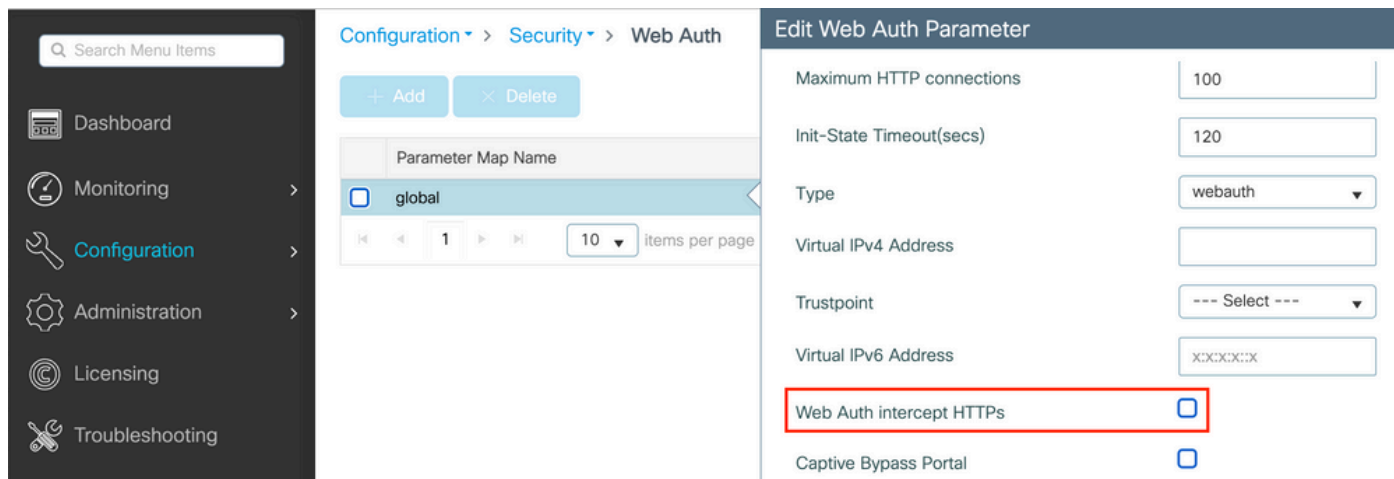 Search Menu Items
Dashboard
Monitoring
Configuration
Administration
Licensing
Troubleshooting
Configuration > Security > Web Auth
+ Add × Delete
Parameter Map Name
global
1 10 items per page
Edit Web Auth Parameter
Maximum HTTP connections 100
Init-State Timeout(secs) 120
Type webauth
Virtual IPv4 Address
Trustpoint --- Select ---
Virtual IPv6 Address x:x:x:x::x
Web Auth intercept HTTPs
Captive Bypass Portal